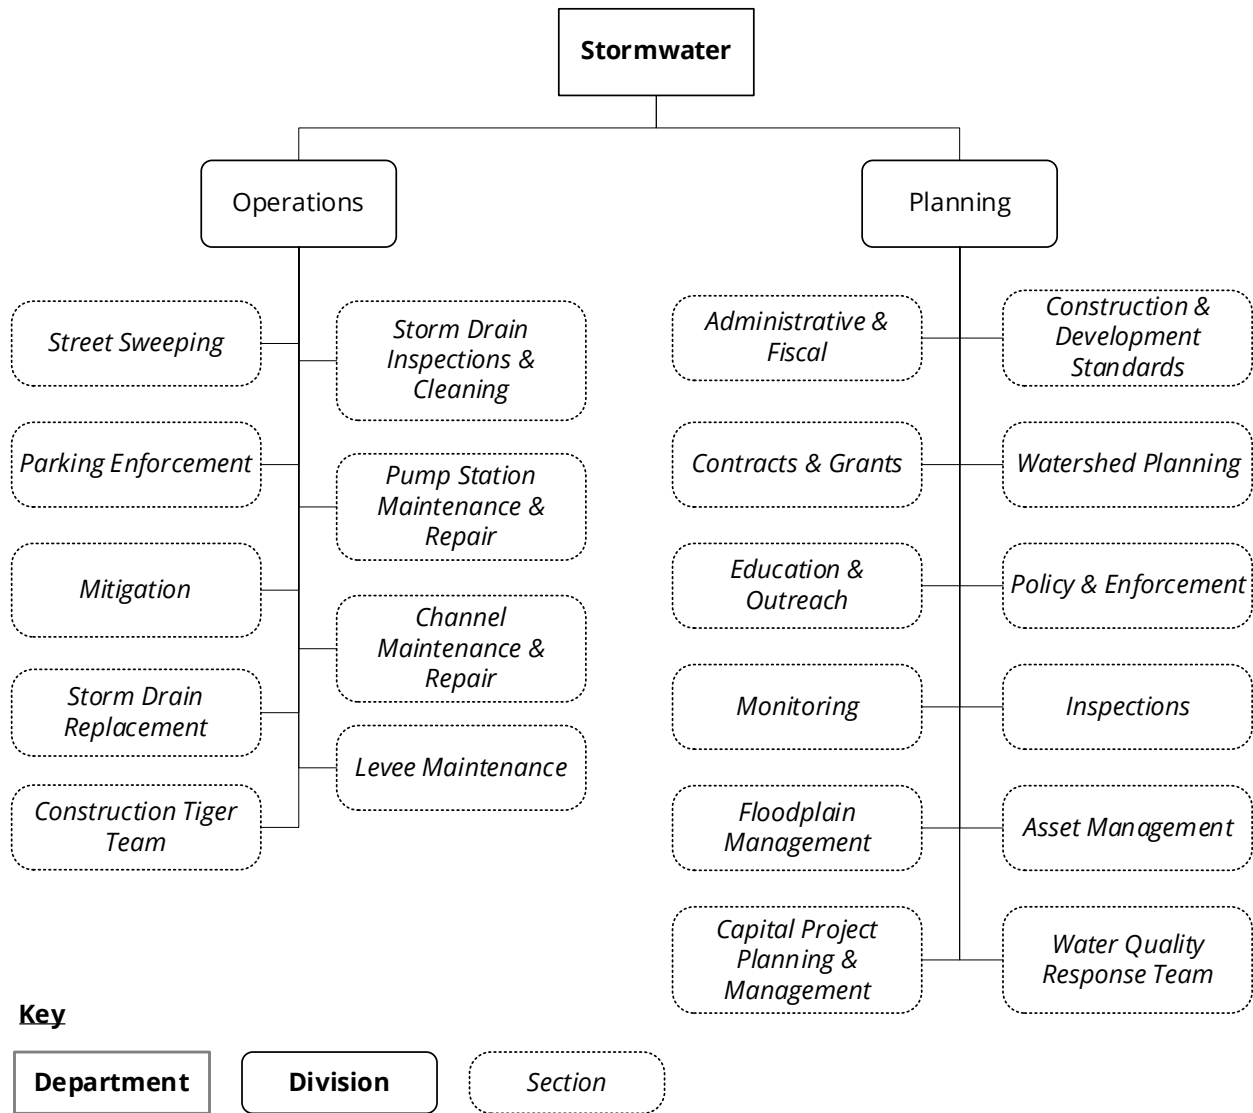 Stormwater
Operations
Planning
Street Sweeping
Parking Enforcement
Mitigation
Storm Drain
Replacement
Construction Tiger
Team
Storm Drain
Inspections &
Cleaning
Pump Station
Maintenance &
Repair
Channel
Maintenance &
Repair
Levee Maintenance
Administrative &
Fiscal
Contracts & Grants
Education &
Outreach
Monitoring
Floodplain
Management
Capital Project
Planning &
Management
Construction &
Development
Standards
Watershed Planning
Policy & Enforcement
Inspections
Asset Management
Water Quality
Response Team
Key
Department
Division
Section